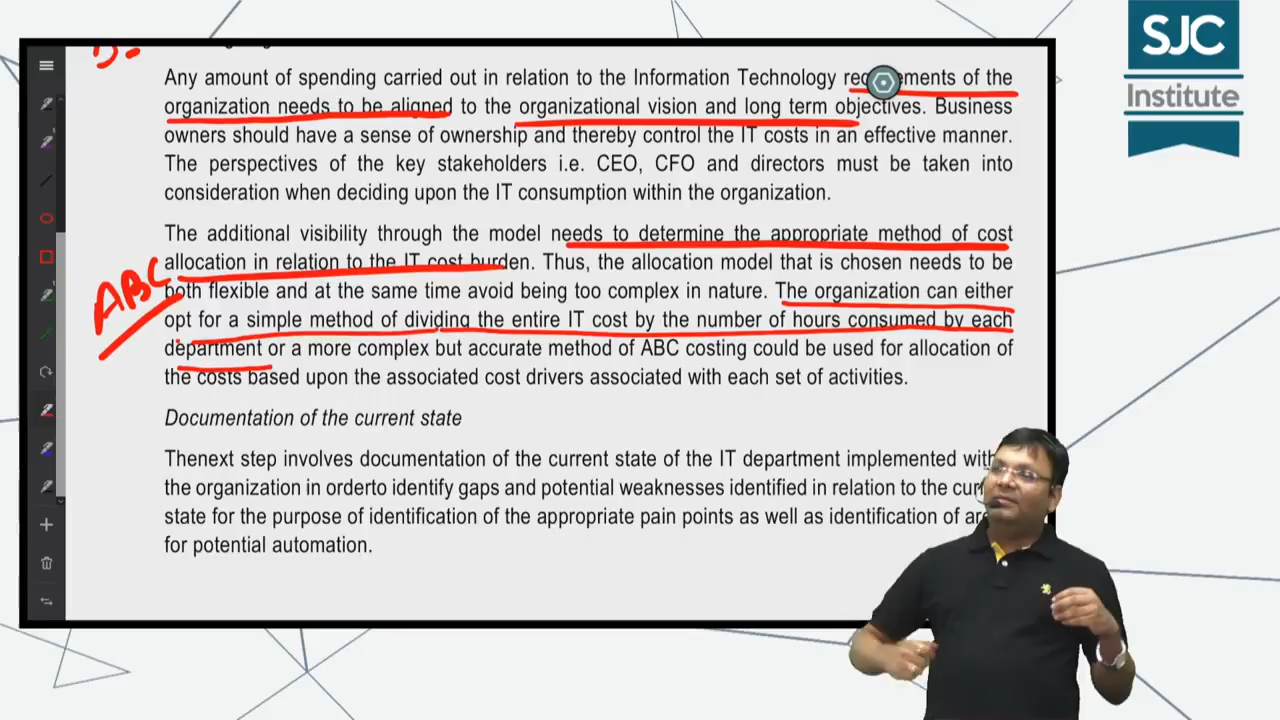 SJC
Institute
Any amount of spending carried out in relation to the Information Technology requirements of the
organization needs to be aligned to the organizational vision and long term objectives. Business
owners should have a sense of ownership and thereby control the IT costs in an effective manner.
The perspectives of the key stakeholders i.e. CEO, CFO and directors must be taken into
consideration when deciding upon the IT consumption within the organization.
The additional visibility through the model needs to determine the appropriate method of cost
allocation in relation to the IT cost burden. Thus, the allocation model that is chosen needs to be
ABC
both flexible and at the same time avoid being too complex in nature. The organization can either
opt for a simple method of dividing the entire IT cost by the number of hours consumed by each
department or a more complex but accurate method of ABC costing could be used for allocation of
the costs based upon the associated cost drivers associated with each set of activities.
Documentation of the current state
Thenext step involves documentation of the current state of the IT department implemented with
the organization in orderto identify gaps and potential weaknesses identified in relation to the
state for the purpose of identification of the appropriate pain points as well as identification of
for potential automation.